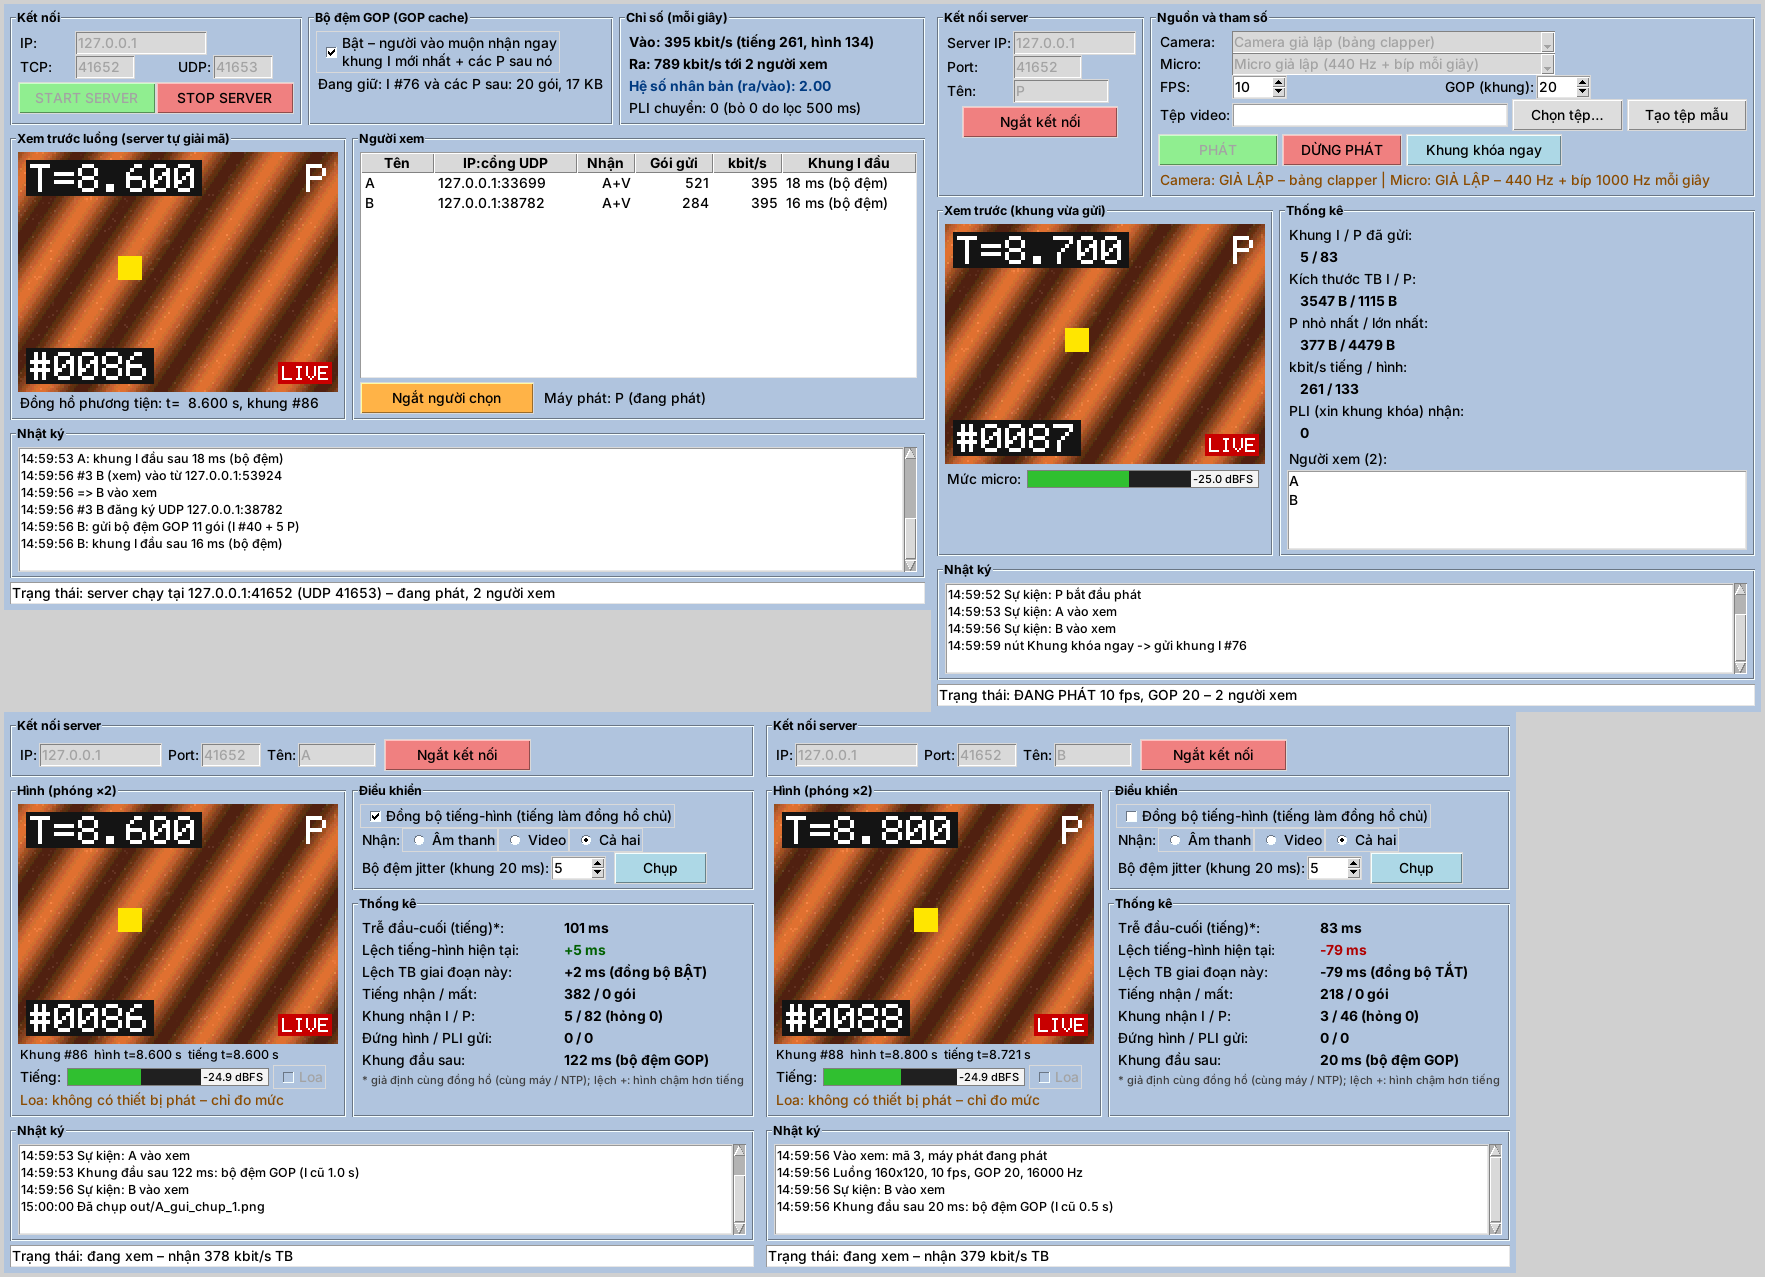 Kết nối
IP: 127.0.0.1
TCP: 41652 UDP: 41653
START SERVER STOP SERVER
Bộ đệm GOP (GOP cache)
Bật – người vào muộn nhận ngay
khung I mới nhất + các P sau nó
Đang giữ: I #76 và các P sau: 20 gói, 17 KB
Chỉ số (mỗi giây)
Vào: 395 kbit/s (tiếng 261, hình 134)
Ra: 789 kbit/s tới 2 người xem
Hệ số nhân bản (ra/vào): 2.00
PLI chuyển: 0 (bỏ 0 do lọc 500 ms)
Xem trước luồng (server tự giải mã)
T=8.600 P
#0086 LIVE
Đồng hồ phương tiện: t= 8.600 s, khung #86
Người xem
Tên IP:cổng UDP Nhận Gói gửi kbit/s Khung I đầu
A 127.0.0.1:33699 A+V 521 395 18 ms (bộ đệm)
B 127.0.0.1:38782 A+V 284 395 16 ms (bộ đệm)
Ngắt người chọn Máy phát: P (đang phát)
Nhật ký
14:59:53 A: khung I đầu sau 18 ms (bộ đệm)
14:59:56 #3 B (xem) vào từ 127.0.0.1:53924
14:59:56 => B vào xem
14:59:56 #3 B đăng ký UDP 127.0.0.1:38782
14:59:56 B: gửi bộ đệm GOP 11 gói (I #40 + 5 P)
14:59:56 B: khung I đầu sau 16 ms (bộ đệm)
Trạng thái: server chạy tại 127.0.0.1:41652 (UDP 41653) – đang phát, 2 người xem
Kết nối server
Server IP: 127.0.0.1
Port: 41652
Tên: P
Ngắt kết nối
Nguồn và tham số
Camera: Camera giả lập (bảng clapper)
Micro: Micro giả lập (440 Hz + bíp mỗi giây)
FPS: 10 GOP (khung): 20
Tệp video: Chọn tệp... Tạo tệp mẫu
PHÁT DỪNG PHÁT Khung khóa ngay
Camera: GIẢ LẬP – bảng clapper | Micro: GIẢ LẬP – 440 Hz + bíp 1000 Hz mỗi giây
Xem trước (khung vừa gửi)
T=8.700 P
#0087 LIVE
Mức micro: -25.0 dBFS
Thống kê
Khung I / P đã gửi:
5 / 83
Kích thước TB I / P:
3547 B / 1115 B
P nhỏ nhất / lớn nhất:
377 B / 4479 B
kbit/s tiếng / hình:
261 / 133
PLI (xin khung khóa) nhận:
0
Người xem (2):
A
B
Nhật ký
14:59:52 Sự kiện: P bắt đầu phát
14:59:53 Sự kiện: A vào xem
14:59:56 Sự kiện: B vào xem
14:59:59 nút Khung khóa ngay -> gửi khung I #76
Trạng thái: ĐANG PHÁT 10 fps, GOP 20 – 2 người xem
Kết nối server
IP: 127.0.0.1 Port: 41652 Tên: A Ngắt kết nối
Hình (phóng ×2)
T=8.600 P
#0086 LIVE
Khung #86 hình t=8.600 s tiếng t=8.600 s
Tiếng: -24.9 dBFS Loa
Loa: không có thiết bị phát – chỉ đo mức
Điều khiển
Đồng bộ tiếng-hình (tiếng làm đồng hồ chủ)
Nhận: Âm thanh Video Cả hai
Bộ đệm jitter (khung 20 ms): 5 Chụp
Thống kê
Trễ đầu-cuối (tiếng)*: 101 ms
Lệch tiếng-hình hiện tại: +5 ms
Lệch TB giai đoạn này: +2 ms (đồng bộ BẬT)
Tiếng nhận / mất: 382 / 0 gói
Khung nhận I / P: 5 / 82 (hỏng 0)
Đứng hình / PLI gửi: 0 / 0
Khung đầu sau: 122 ms (bộ đệm GOP)
* giả định cùng đồng hồ (cùng máy / NTP); lệch +: hình chậm hơn tiếng
Nhật ký
14:59:53 Sự kiện: A vào xem
14:59:53 Khung đầu sau 122 ms: bộ đệm GOP (I cũ 1.0 s)
14:59:56 Sự kiện: B vào xem
15:00:00 Đã chụp out/A_gui_chup_1.png
Trạng thái: đang xem – nhận 378 kbit/s TB
Kết nối server
IP: 127.0.0.1 Port: 41652 Tên: B Ngắt kết nối
Hình (phóng ×2)
T=8.800 P
#0088 LIVE
Khung #88 hình t=8.800 s tiếng t=8.721 s
Tiếng: -24.9 dBFS Loa
Loa: không có thiết bị phát – chỉ đo mức
Điều khiển
Đồng bộ tiếng-hình (tiếng làm đồng hồ chủ)
Nhận: Âm thanh Video Cả hai
Bộ đệm jitter (khung 20 ms): 5 Chụp
Thống kê
Trễ đầu-cuối (tiếng)*: 83 ms
Lệch tiếng-hình hiện tại: -79 ms
Lệch TB giai đoạn này: -79 ms (đồng bộ TẮT)
Tiếng nhận / mất: 218 / 0 gói
Khung nhận I / P: 3 / 46 (hỏng 0)
Đứng hình / PLI gửi: 0 / 0
Khung đầu sau: 20 ms (bộ đệm GOP)
* giả định cùng đồng hồ (cùng máy / NTP); lệch +: hình chậm hơn tiếng
Nhật ký
14:59:56 Vào xem: mã 3, máy phát đang phát
14:59:56 Luồng 160x120, 10 fps, GOP 20, 16000 Hz
14:59:56 Sự kiện: B vào xem
14:59:56 Khung đầu sau 20 ms: bộ đệm GOP (I cũ 0.5 s)
Trạng thái: đang xem – nhận 379 kbit/s TB